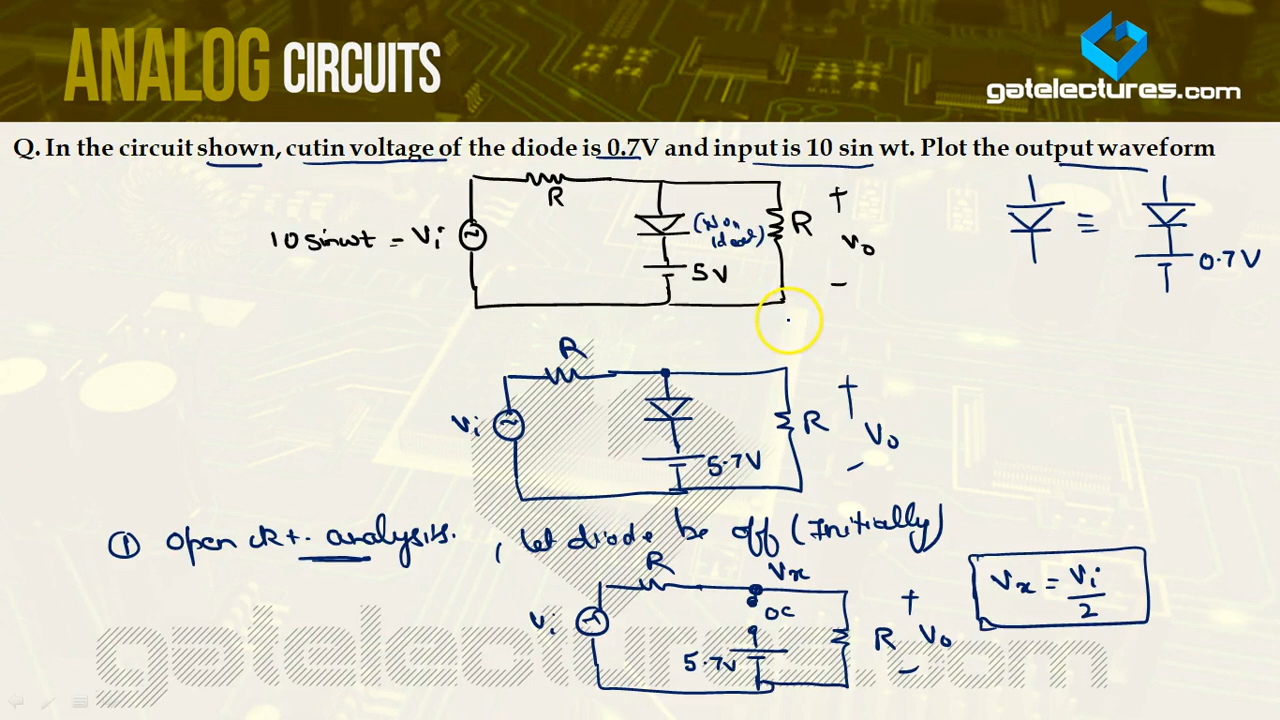 ANALOG CIRCUITS
gatelectures.com
Q. In the circuit shown, cutin voltage of the diode is 0.7V and input is 10 sin wt. Plot the output waveform
R
10 sinwt = Vi
(Non ideal)
R
+
Vo
-
5V
≡
0.7V
R
Vi
R
+
Vo
-
5.7V
① open ckt. analysis. , let diode be off (Initially)
R
Vx
Vx = Vi/2
Vi
OC
+
R Vo
-
5.7V
gatelectures.com